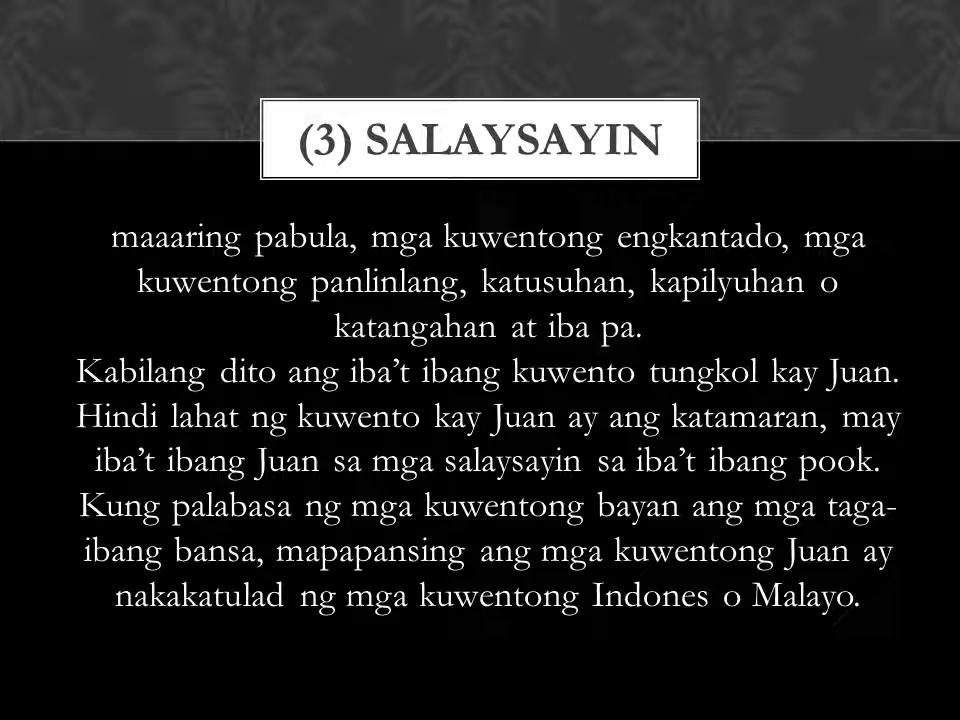 (3) SALAYSAYIN
maaaring pabula, mga kuwentong engkantado, mga
kuwentong panlinlang, katusuhan, kapilyuhan o
katangahan at iba pa.
Kabilang dito ang iba’t ibang kuwento tungkol kay Juan.
Hindi lahat ng kuwento kay Juan ay ang katamaran, may
iba’t ibang Juan sa mga salaysayin sa iba’t ibang pook.
Kung palabasa ng mga kuwentong bayan ang mga taga-
ibang bansa, mapapansing ang mga kuwentong Juan ay
nakakatulad ng mga kuwentong Indones o Malayo.